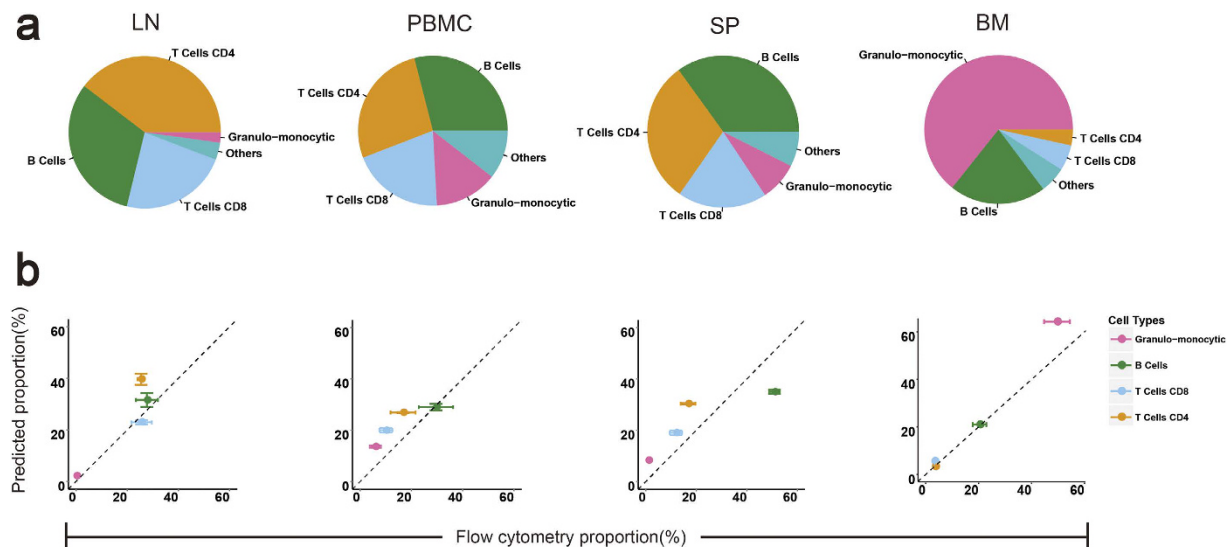 a
LN
PBMC
SP
BM
T Cells CD4
B Cells
T Cells CD8
Granulo−monocytic
Others
B Cells
T Cells CD4
T Cells CD8
Granulo−monocytic
Others
B Cells
T Cells CD4
T Cells CD8
Granulo−monocytic
Others
Granulo−monocytic
T Cells CD4
T Cells CD8
Others
B Cells
b
Predicted proportion(%)
60
40
20
0
0
20
40
60
60
40
20
0
0
20
40
60
60
40
20
0
0
20
40
60
60
40
20
0
0
20
40
60
Cell Types
Granulo−monocytic
B Cells
T Cells CD8
T Cells CD4
Flow cytometry proportion(%)